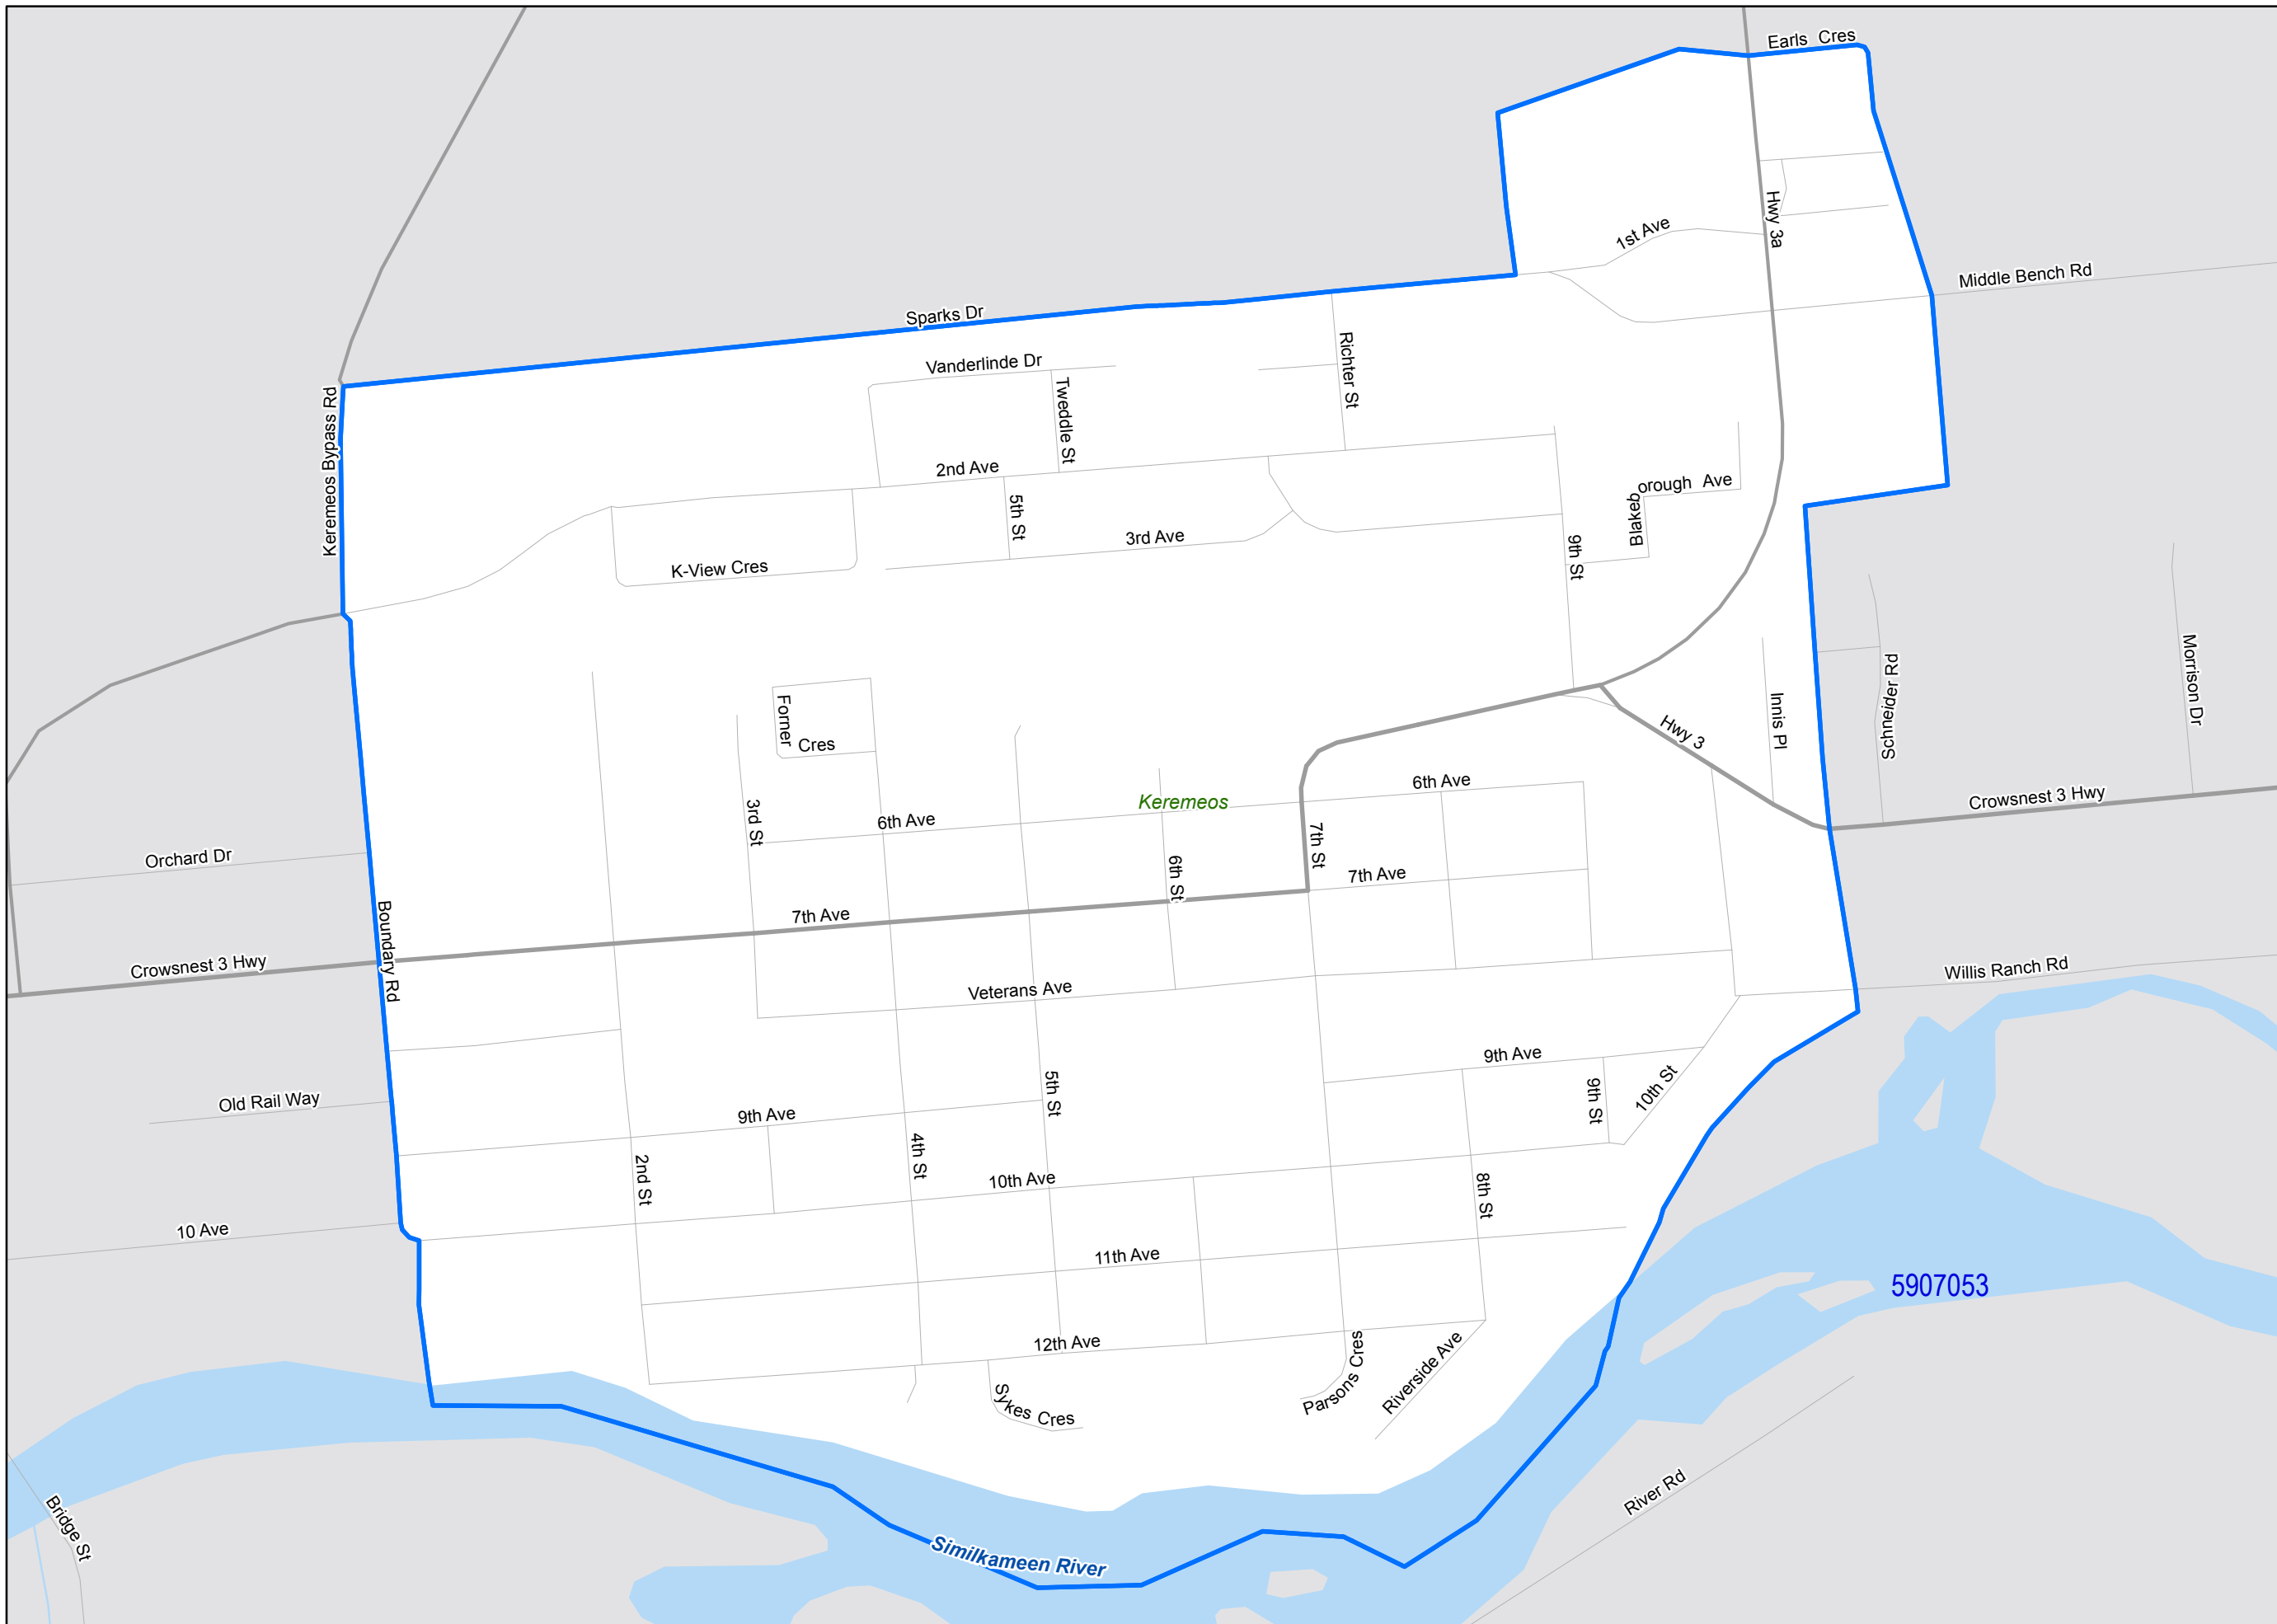 Earls Cres
Hwy 3a
1st Ave
Middle Bench Rd
Sparks Dr
Vanderlinde Dr
Tweddle St
Richter St
Keremeos Bypass Rd
2nd Ave
5th St
3rd Ave
K-View Cres
9th St
Blakeborough Ave
Forner Cres
Innis Pl
Schneider Rd
Morrison Dr
Hwy 3
Keremeos
6th Ave
6th Ave
3rd St
6th St
7th St
Crowsnest 3 Hwy
Orchard Dr
7th Ave
7th Ave
Boundary Rd
Crowsnest 3 Hwy
Veterans Ave
Willis Ranch Rd
Old Rail Way
9th Ave
5th St
9th Ave
9th St
10th St
2nd St
4th St
10th Ave
8th St
10 Ave
11th Ave
5907053
12th Ave
Sykes Cres
Parsons Cres
Riverside Ave
River Rd
Bridge St
Similkameen River